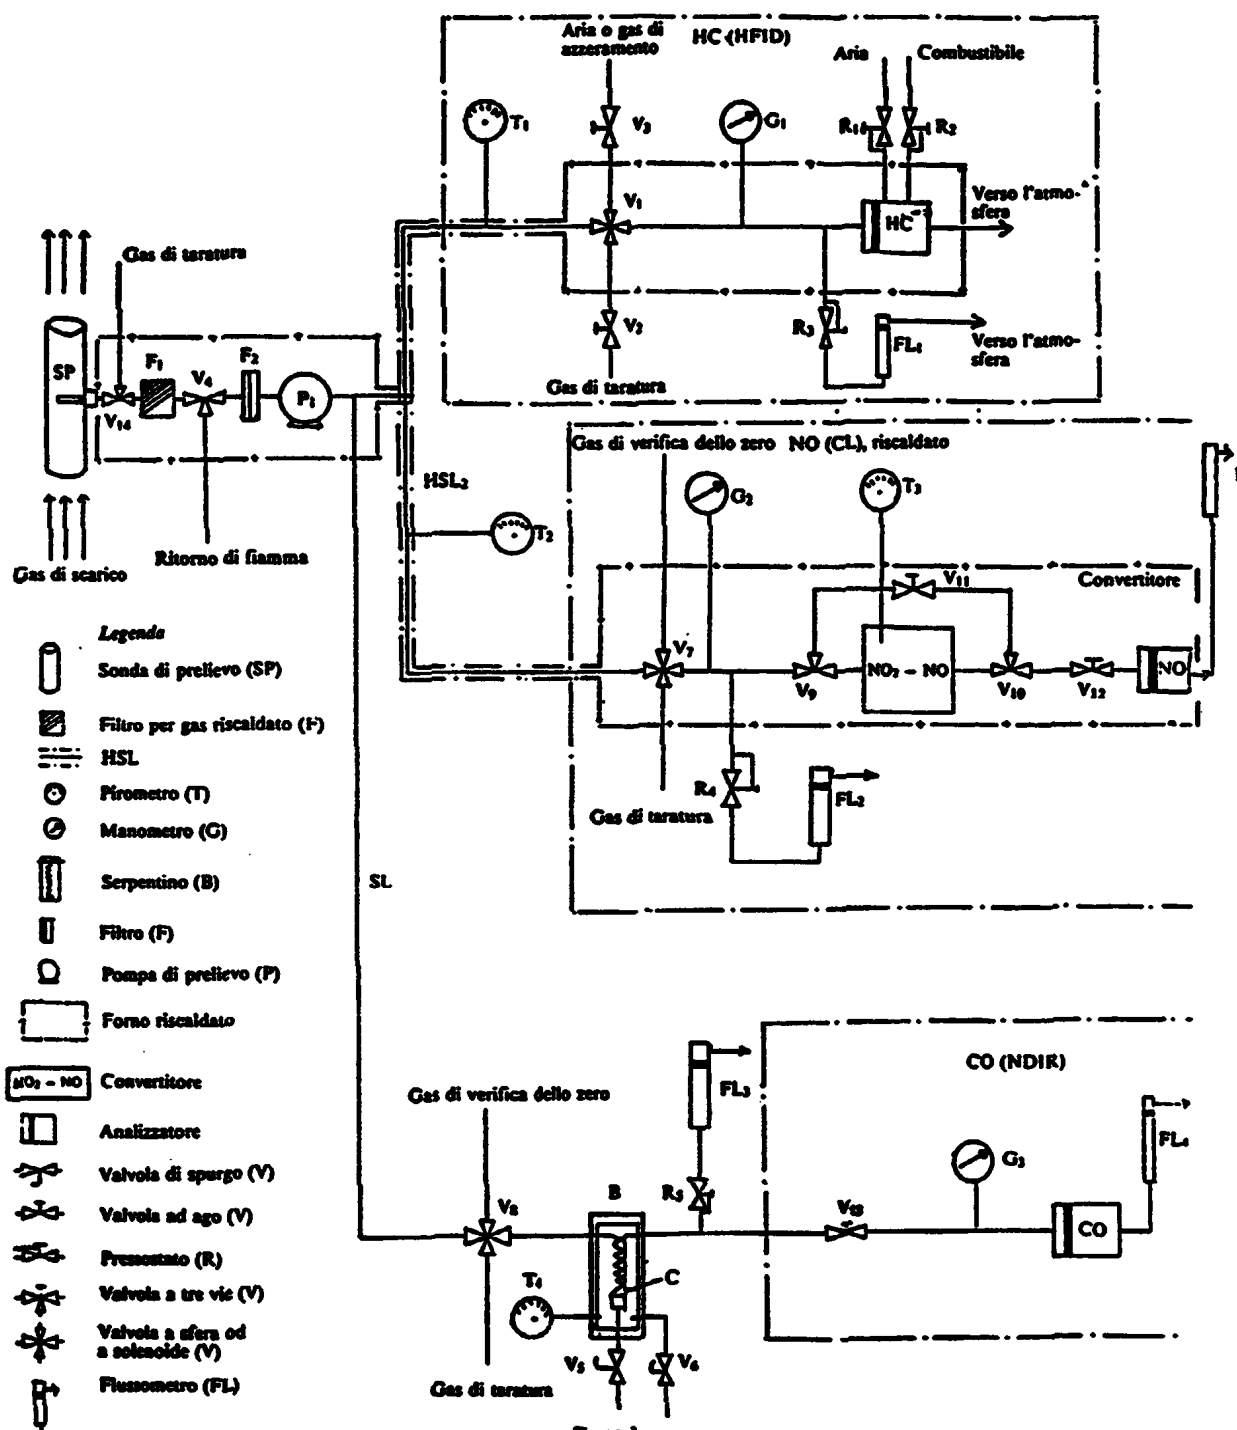 Aria o gas di
azzeramento
HC (HFID)
Aria
Combustibile
T1
V3
G1
R1
R2
V1
HC
Verso l'atmo-
sfera
Gas di taratura
V2
R3
FL1
Verso l'atmo-
sfera
Gas di taratura
SP
F1
V4
F2
P1
V14
Gas di verifica dello zero
NO (CL), riscaldato
HSL2
G2
T3
T2
Ritorno di fiamma
Gas di scarico
V11
Convertitore
V7
NO2 - NO
NO
V9
V10
V12
R4
FL2
Gas di taratura
Legenda
Sonda di prelievo (SP)
Filtro per gas riscaldato (F)
HSL
Pirometro (T)
Manometro (G)
Serpentino (B)
Filtro (F)
Pompa di prelievo (P)
Forno riscaldato
NO2 - NO
Convertitore
Analizzatore
Valvola di spurgo (V)
Valvola ad ago (V)
Pressostato (R)
Valvola a tre vie (V)
Valvola a sfera od
a solenoide (V)
Flussometro (FL)
SL
CO (NDIR)
FL3
Gas di verifica dello zero
FL4
G3
V8
B
R5
V13
CO
T4
C
V5
V6
Gas di taratura